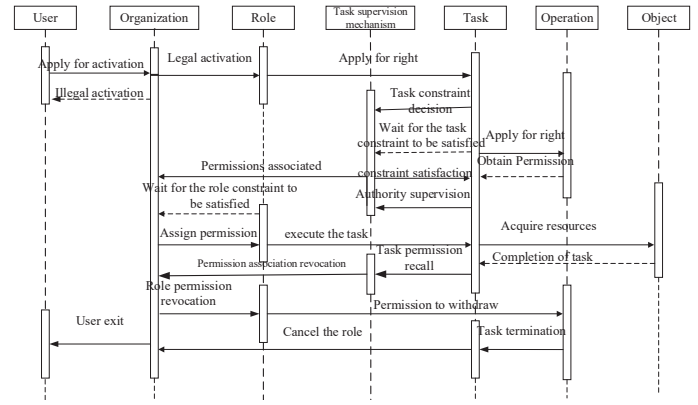 User
Organization
Role
Task supervision
mechanism
Task
Operation
Object
Apply for activation
Legal activation
Apply for right
Illegal activation
Task constraint
decision
Wait for the task
constraint to be satisfied
Apply for right
Obtain Permission
Permissions associated
constraint satisfaction
Wait for the role constraint to
be satisfied
Authority supervision
Assign permission
execute the task
Acquire resources
Task permission
recall
Completion of task
Permission association revocation
Role permission
revocation
Permission to withdraw
User exit
Cancel the role
Task termination